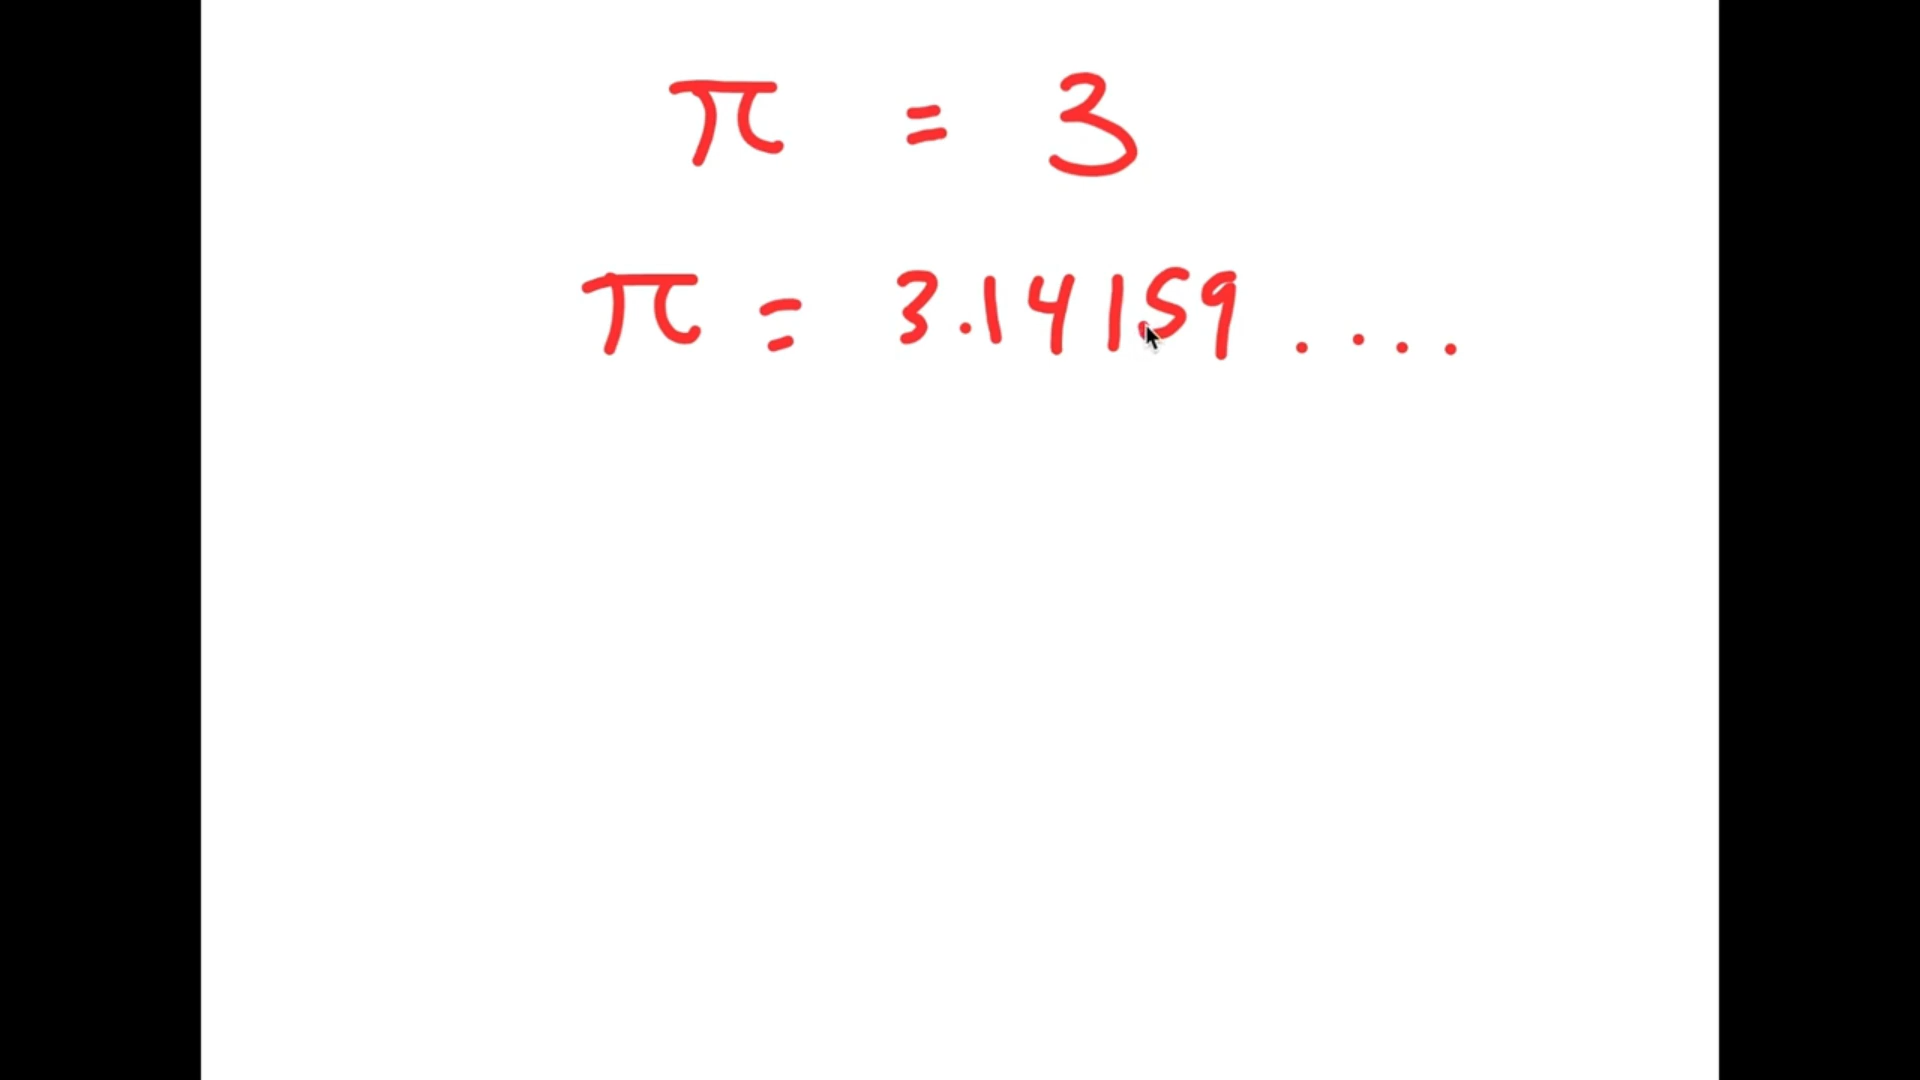 π = 3
π = 3.14159 ....